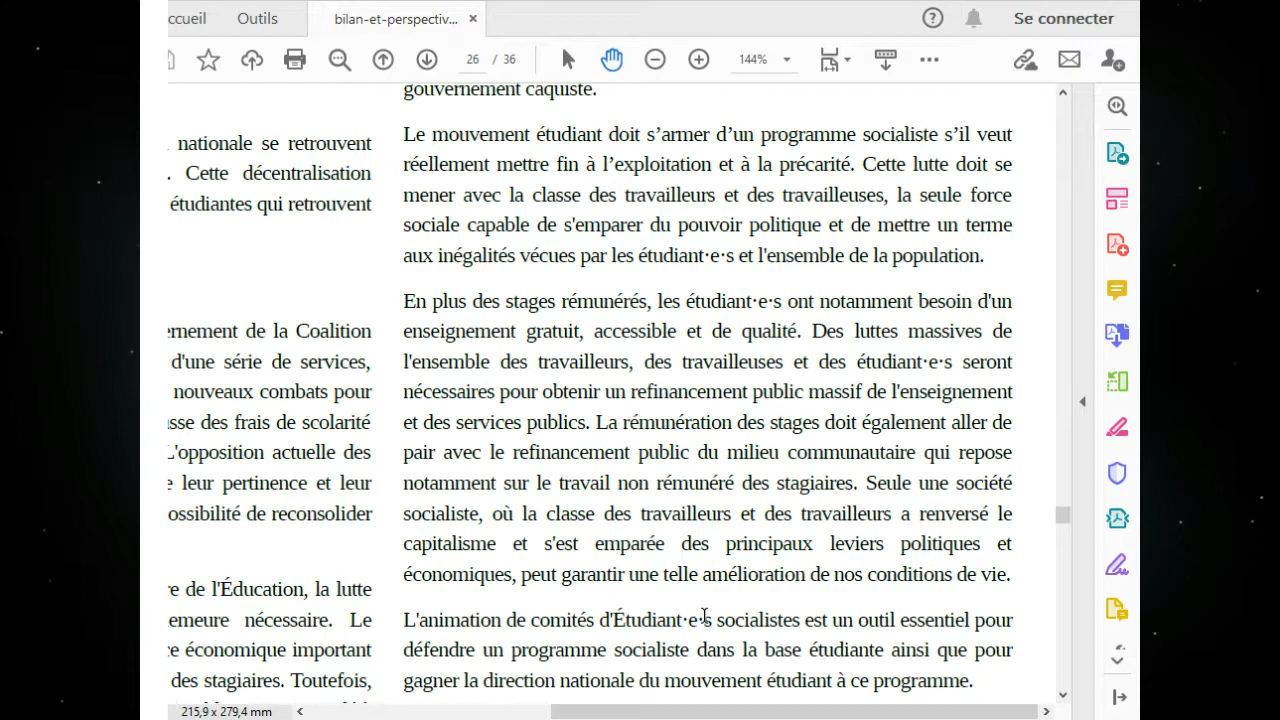 ccueil
Outils
bilan-et-perspectiv... ×
Se connecter
26 / 36
144%
nationale se retrouvent
. Cette décentralisation
étudiantes qui retrouvent
ernement de la Coalition
d'une série de services,
nouveaux combats pour
sse des frais de scolarité
L'opposition actuelle des
e leur pertinence et leur
ossibilité de reconsolider
re de l'Éducation, la lutte
emeure nécessaire. Le
ce économique important
des stagiaires. Toutefois,
gouvernement caquiste.
Le mouvement étudiant doit s’armer d’un programme socialiste s’il veut
réellement mettre fin à l’exploitation et à la précarité. Cette lutte doit se
mener avec la classe des travailleurs et des travailleuses, la seule force
sociale capable de s'emparer du pouvoir politique et de mettre un terme
aux inégalités vécues par les étudiant·e·s et l'ensemble de la population.
En plus des stages rémunérés, les étudiant·e·s ont notamment besoin d'un
enseignement gratuit, accessible et de qualité. Des luttes massives de
l'ensemble des travailleurs, des travailleuses et des étudiant·e·s seront
nécessaires pour obtenir un refinancement public massif de l'enseignement
et des services publics. La rémunération des stages doit également aller de
pair avec le refinancement public du milieu communautaire qui repose
notamment sur le travail non rémunéré des stagiaires. Seule une société
socialiste, où la classe des travailleurs et des travailleurs a renversé le
capitalisme et s'est emparée des principaux leviers politiques et
économiques, peut garantir une telle amélioration de nos conditions de vie.
L'animation de comités d'Étudiant·e·s socialistes est un outil essentiel pour
défendre un programme socialiste dans la base étudiante ainsi que pour
gagner la direction nationale du mouvement étudiant à ce programme.
215,9 x 279,4 mm